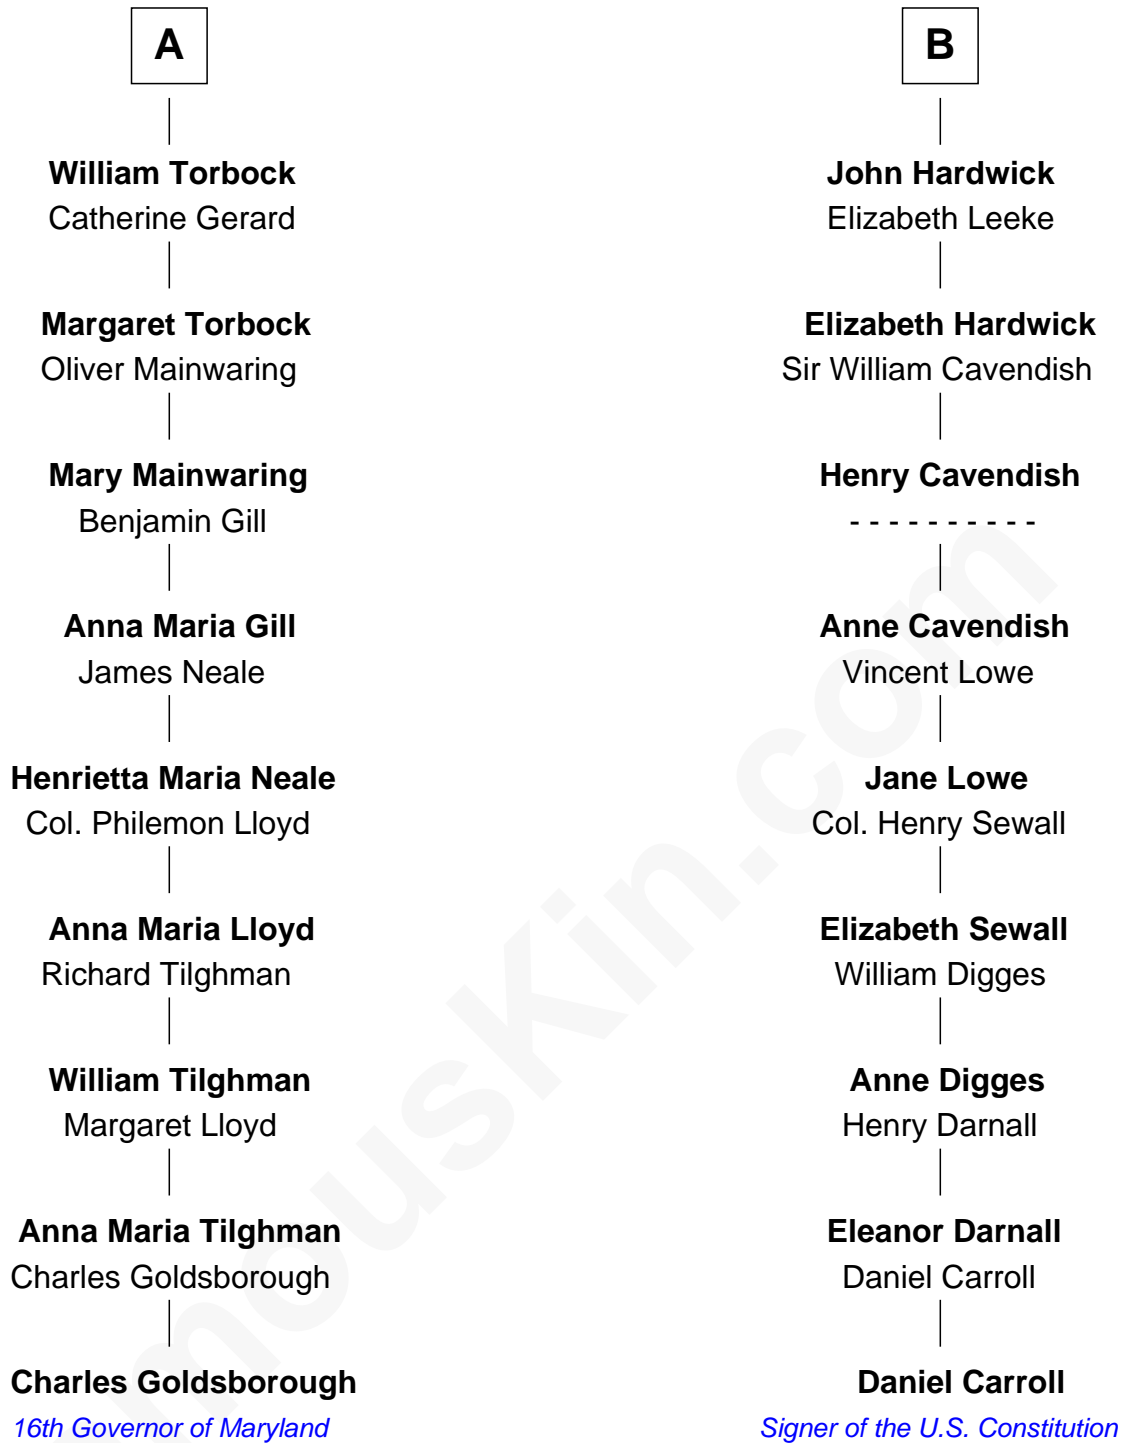 A
B
William Torbock
Catherine Gerard
John Hardwick
Elizabeth Leeke
Margaret Torbock
Oliver Mainwaring
Elizabeth Hardwick
Sir William Cavendish
Mary Mainwaring
Benjamin Gill
Henry Cavendish
- - - - - - - - - -
Anna Maria Gill
James Neale
Anne Cavendish
Vincent Lowe
Henrietta Maria Neale
Col. Philemon Lloyd
Jane Lowe
Col. Henry Sewall
Anna Maria Lloyd
Richard Tilghman
Elizabeth Sewall
William Digges
William Tilghman
Margaret Lloyd
Anne Digges
Henry Darnall
Anna Maria Tilghman
Charles Goldsborough
Eleanor Darnall
Daniel Carroll
Charles Goldsborough
16th Governor of Maryland
Daniel Carroll
Signer of the U.S. Constitution
mousKin.com